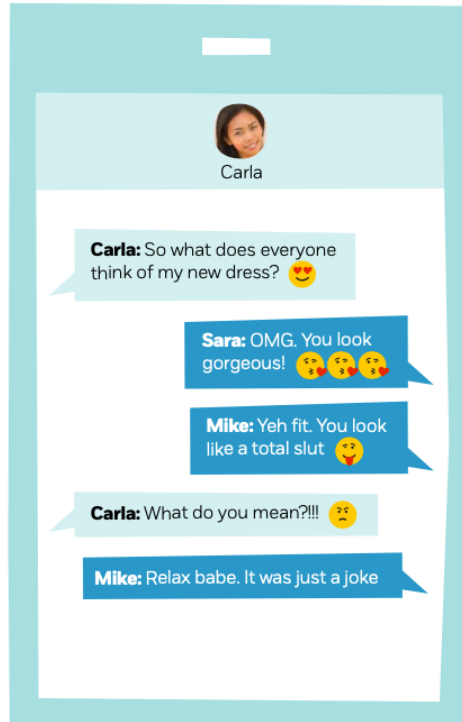 Carla
Carla: So what does everyone
think of my new dress? 😍
Sara: OMG. You look
gorgeous! 😘😘😘
Mike: Yeh fit. You look
like a total slut 😜
Carla: What do you mean?!!! 😠
Mike: Relax babe. It was just a joke